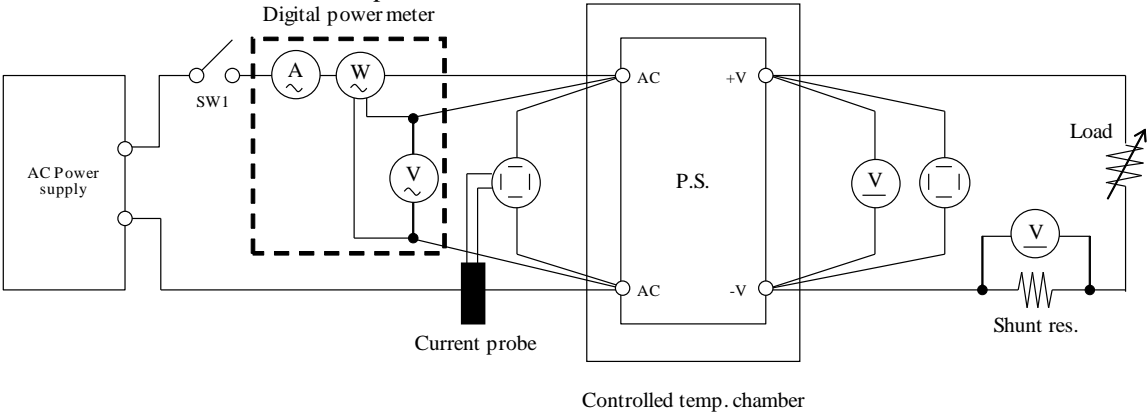 Digital power meter
A
W
SW1
V
AC Power
supply
AC
+V
P.S.
V
Load
V
AC
-V
Shunt res.
Current probe
Controlled temp. chamber